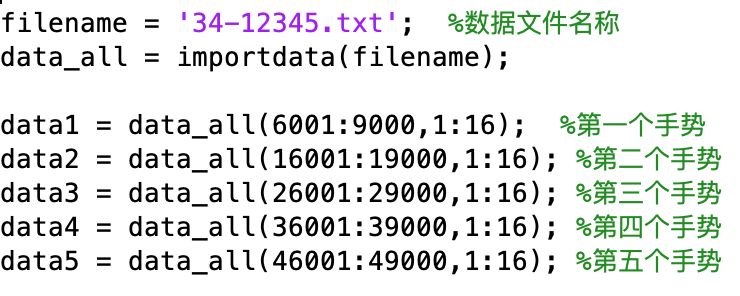 filename = '34-12345.txt';  %数据文件名称
data_all = importdata(filename);
data1 = data_all(6001:9000,1:16);  %第一个手势
data2 = data_all(16001:19000,1:16); %第二个手势
data3 = data_all(26001:29000,1:16); %第三个手势
data4 = data_all(36001:39000,1:16); %第四个手势
data5 = data_all(46001:49000,1:16); %第五个手势